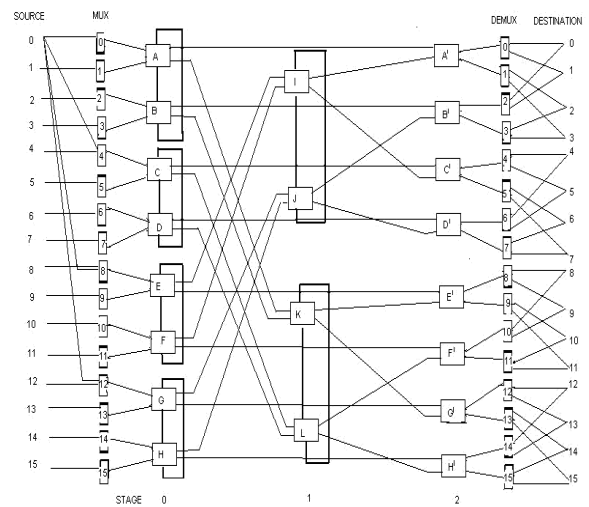 SOURCE MUX DEMUX DESTINATION
0 0 A A' 0 0
1 1 I 1 1
2 2 B B' 2 2
3 3 3 3
4 4 C C' 4 4
5 5 J 5 5
6 6 D D' 6 6
7 7 7 7
8 8 E E' 8 8
9 9 K 9 9
10 10 F F' 10 10
11 11 11 11
12 12 G G' 12 12
13 13 L 13 13
14 14 H H' 14 14
15 15 15 15
STAGE 0 1 2